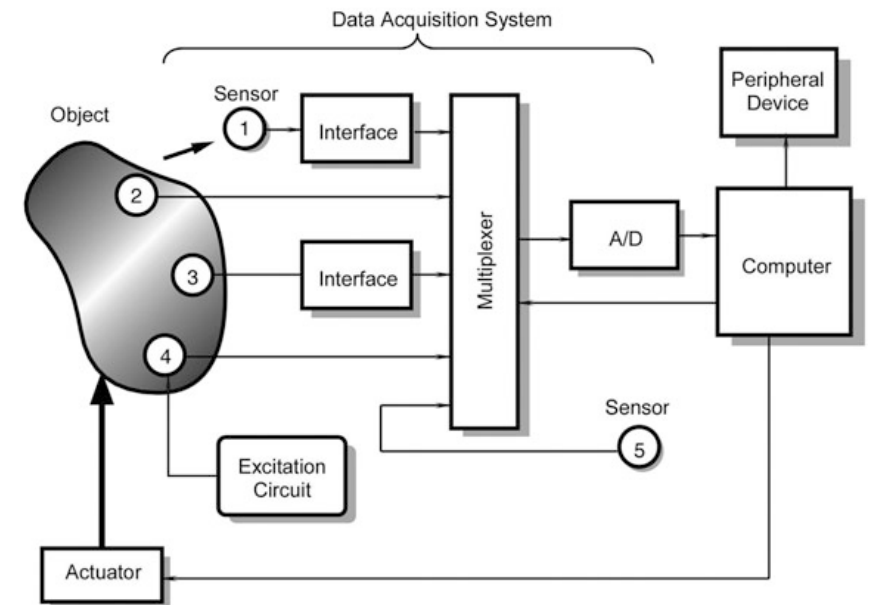 Data Acquisition System
Object
Sensor
1
Interface
Peripheral
Device
2
Multiplexer
A/D
Computer
3
Interface
4
Sensor
5
Excitation
Circuit
Actuator